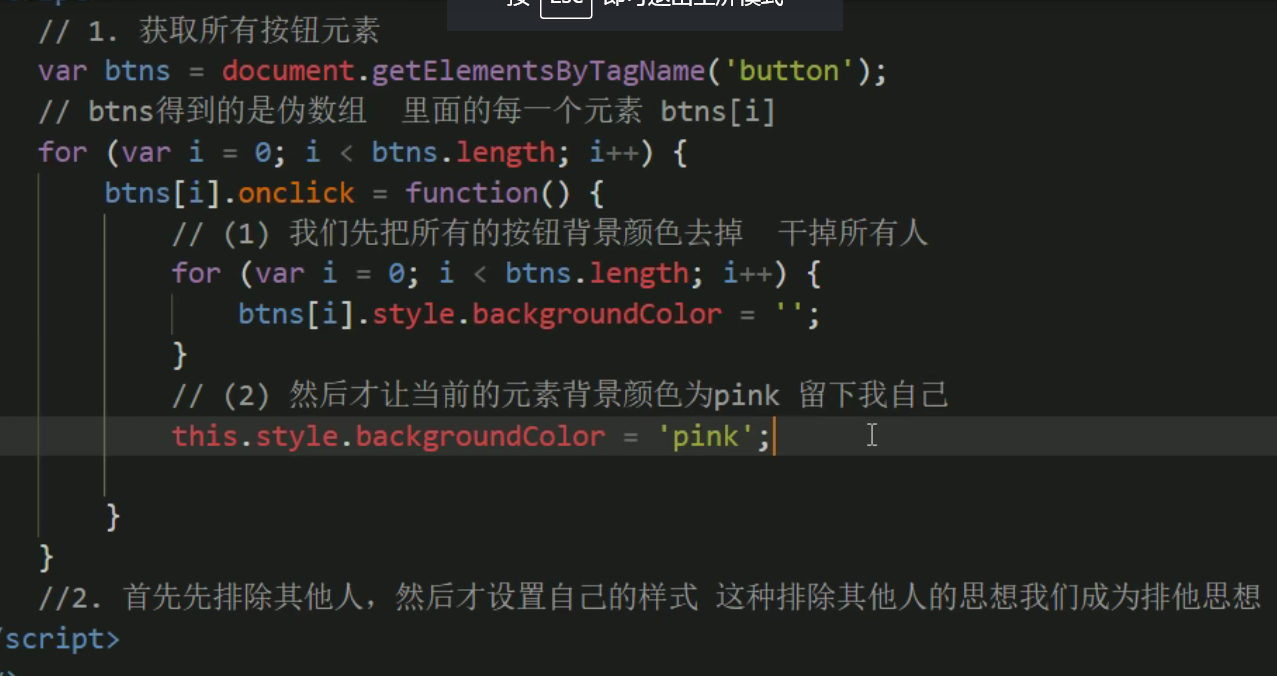 // 1. 获取所有按钮元素
var btns = document.getElementsByTagName('button');
// btns得到的是伪数组 里面的每一个元素 btns[i]
for (var i = 0; i < btns.length; i++) {
btns[i].onclick = function() {
// (1) 我们先把所有的按钮背景颜色去掉 干掉所有人
for (var i = 0; i < btns.length; i++) {
btns[i].style.backgroundColor = '';
}
// (2) 然后才让当前的元素背景颜色为pink 留下我自己
this.style.backgroundColor = 'pink';
}
}
//2. 首先先排除其他人，然后才设置自己的样式 这种排除其他人的思想我们成为排他思想
/script>